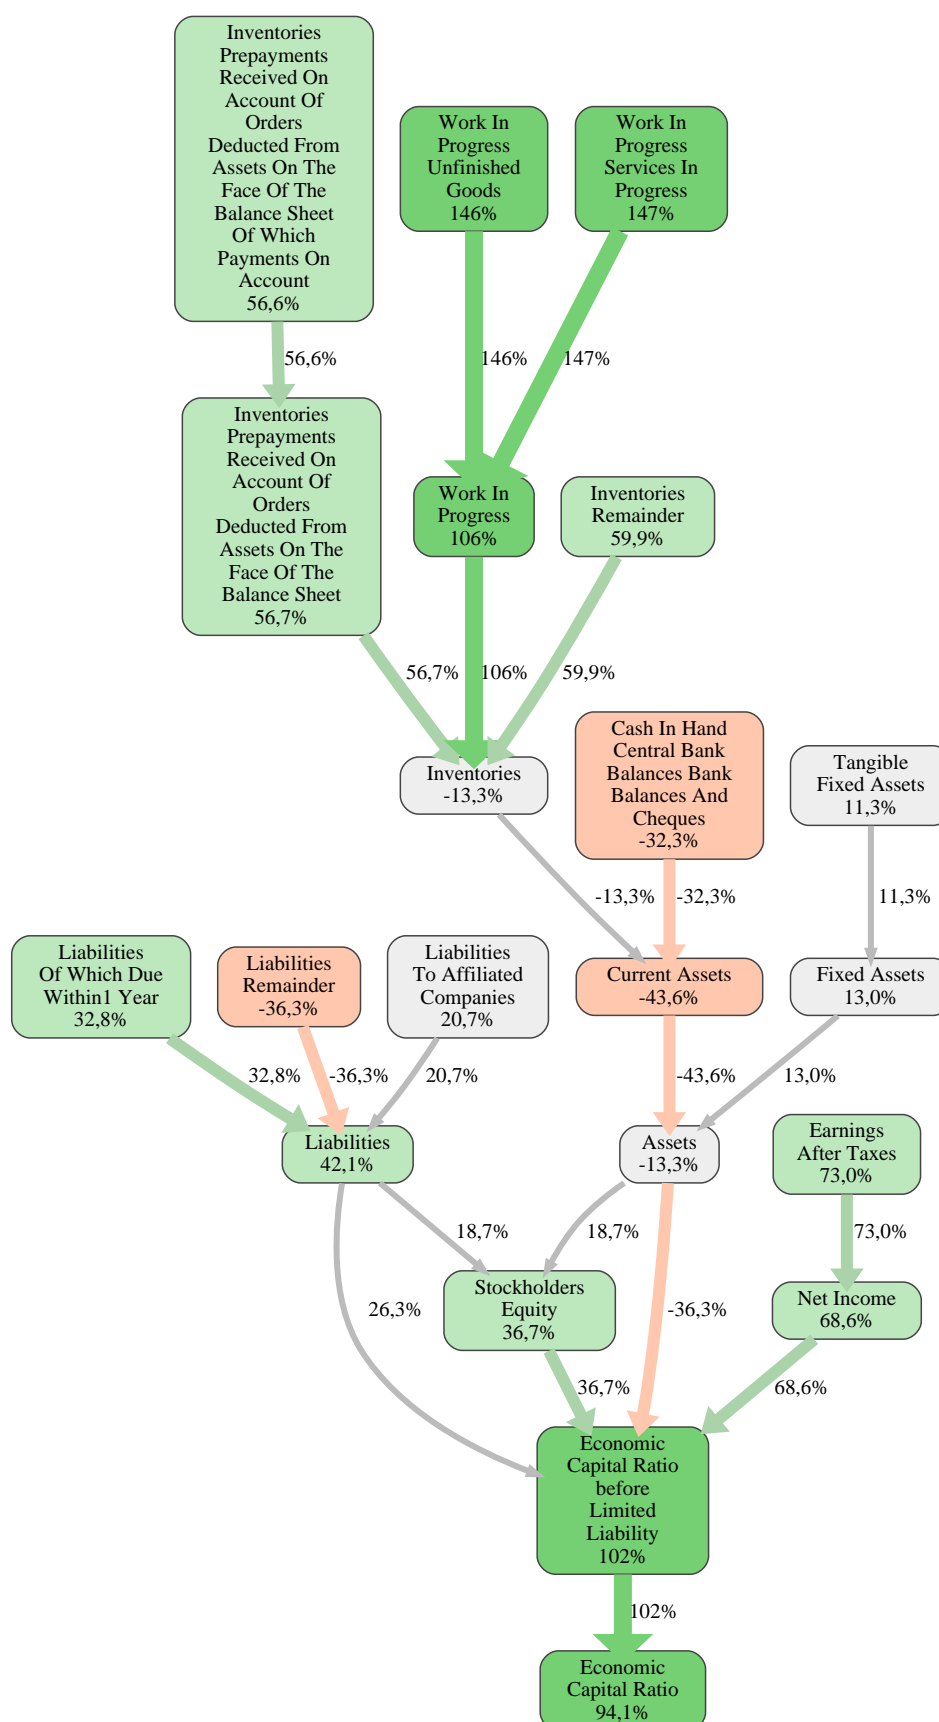 Inventories
Prepayments
Received On
Account Of
Orders
Deducted From
Assets On The
Face Of The
Balance Sheet
Of Which
Payments On
Account
56,6%
Work In
Progress
Unfinished
Goods
146%
Work In
Progress
Services In
Progress
147%
56,6%
146%
147%
Inventories
Prepayments
Received On
Account Of
Orders
Deducted From
Assets On The
Face Of The
Balance Sheet
56,7%
Work In
Progress
106%
Inventories
Remainder
59,9%
56,7%
106%
59,9%
Inventories
-13,3%
Cash In Hand
Central Bank
Balances Bank
Balances And
Cheques
-32,3%
Tangible
Fixed Assets
11,3%
-13,3%
-32,3%
11,3%
Liabilities
Of Which Due
Within1 Year
32,8%
Liabilities
Remainder
-36,3%
Liabilities
To Affiliated
Companies
20,7%
Current Assets
-43,6%
Fixed Assets
13,0%
32,8%
-36,3%
20,7%
-43,6%
13,0%
Liabilities
42,1%
Assets
-13,3%
Earnings
After Taxes
73,0%
18,7%
18,7%
73,0%
26,3%
Stockholders
Equity
36,7%
-36,3%
Net Income
68,6%
36,7%
68,6%
Economic
Capital Ratio
before
Limited
Liability
102%
102%
Economic
Capital Ratio
94,1%